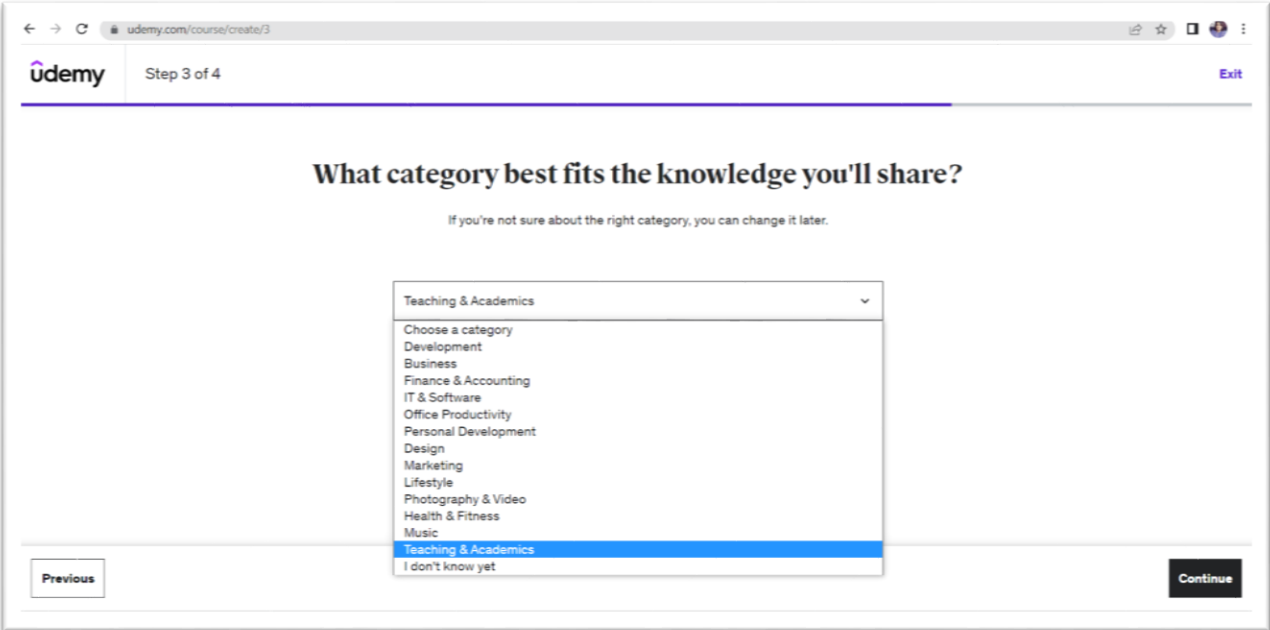 udemy.com/course/create/3
udemy
Step 3 of 4
Exit
What category best fits the knowledge you'll share?
If you're not sure about the right category, you can change it later.
Teaching & Academics
Choose a category
Development
Business
Finance & Accounting
IT & Software
Office Productivity
Personal Development
Design
Marketing
Lifestyle
Photography & Video
Health & Fitness
Music
Teaching & Academics
I don't know yet
Previous
Continue